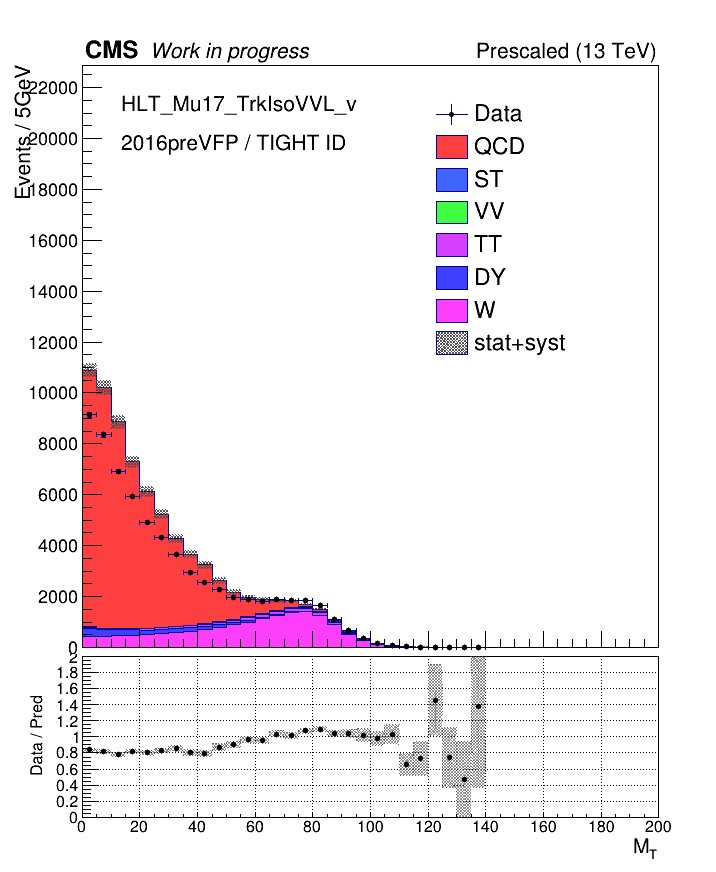 CMS Work in progress Prescaled (13 TeV)
Events / 5GeV
HLT_Mu17_TrkIsoVVL_v
2016preVFP / TIGHT ID
Data
QCD
ST
VV
TT
DY
W
stat+syst
22000
20000
18000
16000
14000
12000
10000
8000
6000
4000
2000
0
Data / Pred
2
1.8
1.6
1.4
1.2
1
0.8
0.6
0.4
0.2
0
0 20 40 60 80 100 120 140 160 180 200
M_T